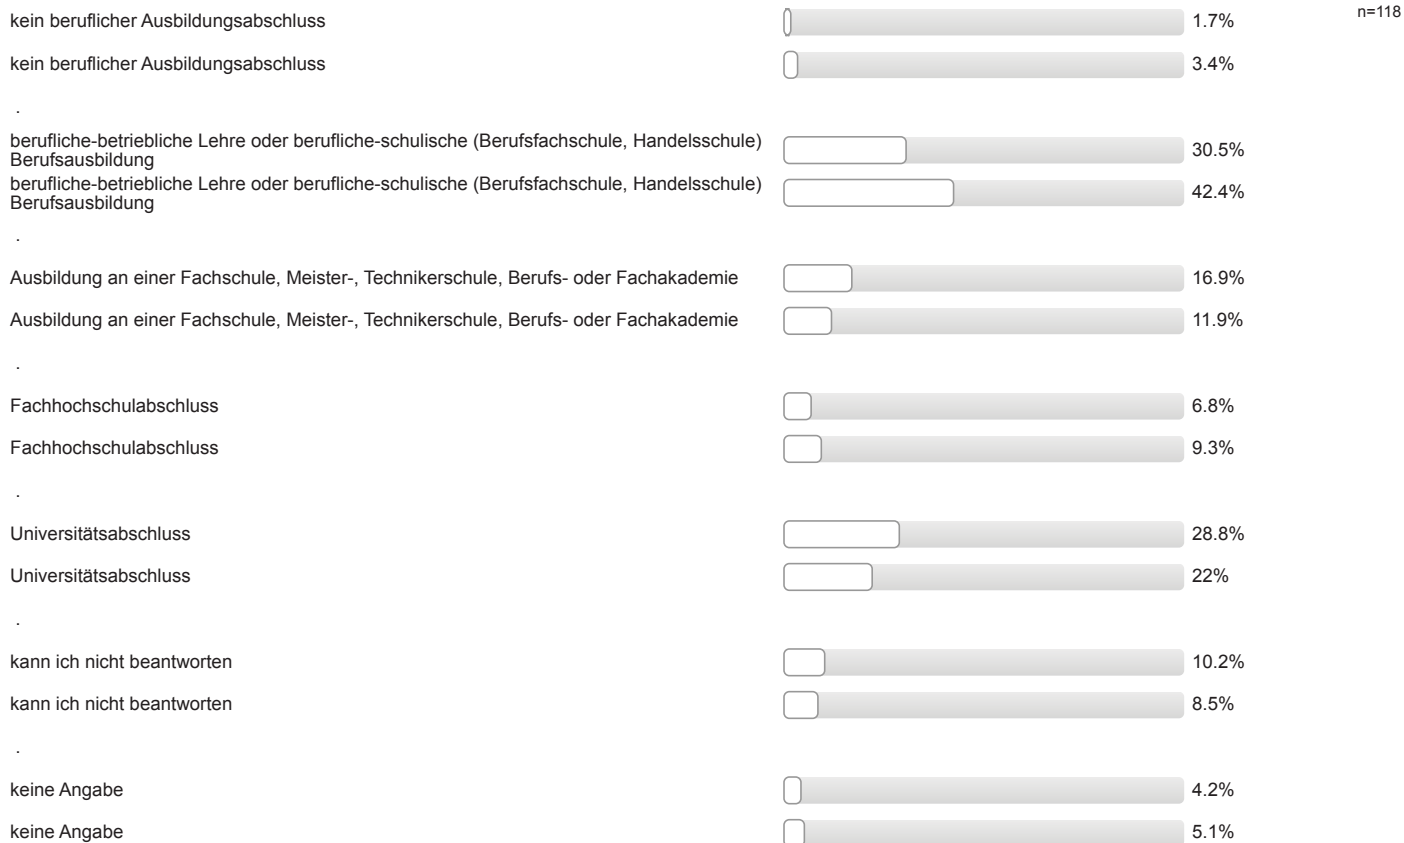 kein beruflicher Ausbildungsabschluss 1.7% n=118
kein beruflicher Ausbildungsabschluss 3.4%
.
berufliche-betriebliche Lehre oder berufliche-schulische (Berufsfachschule, Handelsschule)
Berufsausbildung 30.5%
berufliche-betriebliche Lehre oder berufliche-schulische (Berufsfachschule, Handelsschule)
Berufsausbildung 42.4%
.
Ausbildung an einer Fachschule, Meister-, Technikerschule, Berufs- oder Fachakademie 16.9%
Ausbildung an einer Fachschule, Meister-, Technikerschule, Berufs- oder Fachakademie 11.9%
.
Fachhochschulabschluss 6.8%
Fachhochschulabschluss 9.3%
.
Universitätsabschluss 28.8%
Universitätsabschluss 22%
.
kann ich nicht beantworten 10.2%
kann ich nicht beantworten 8.5%
.
keine Angabe 4.2%
keine Angabe 5.1%